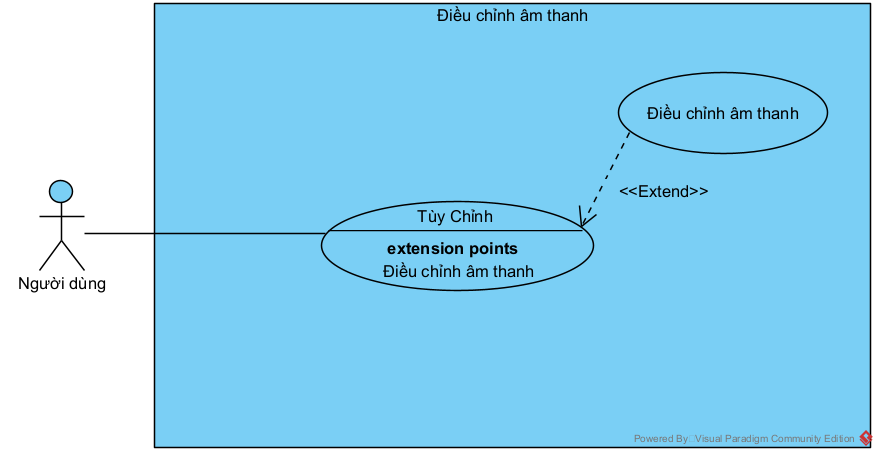 Điều chỉnh âm thanh
Điều chỉnh âm thanh
<<Extend>>
Tùy Chỉnh
extension points
Điều chỉnh âm thanh
Người dùng
Powered By: Visual Paradigm Community Edition